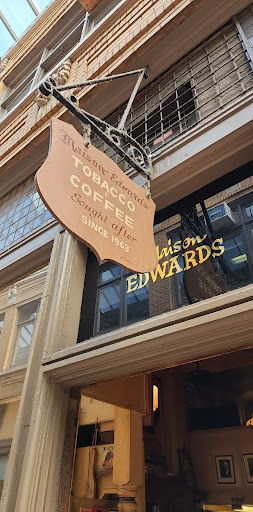 Maison Edwards
TOBACCO
COFFEE
Sought after
SINCE 1963
Maison
EDWARDS